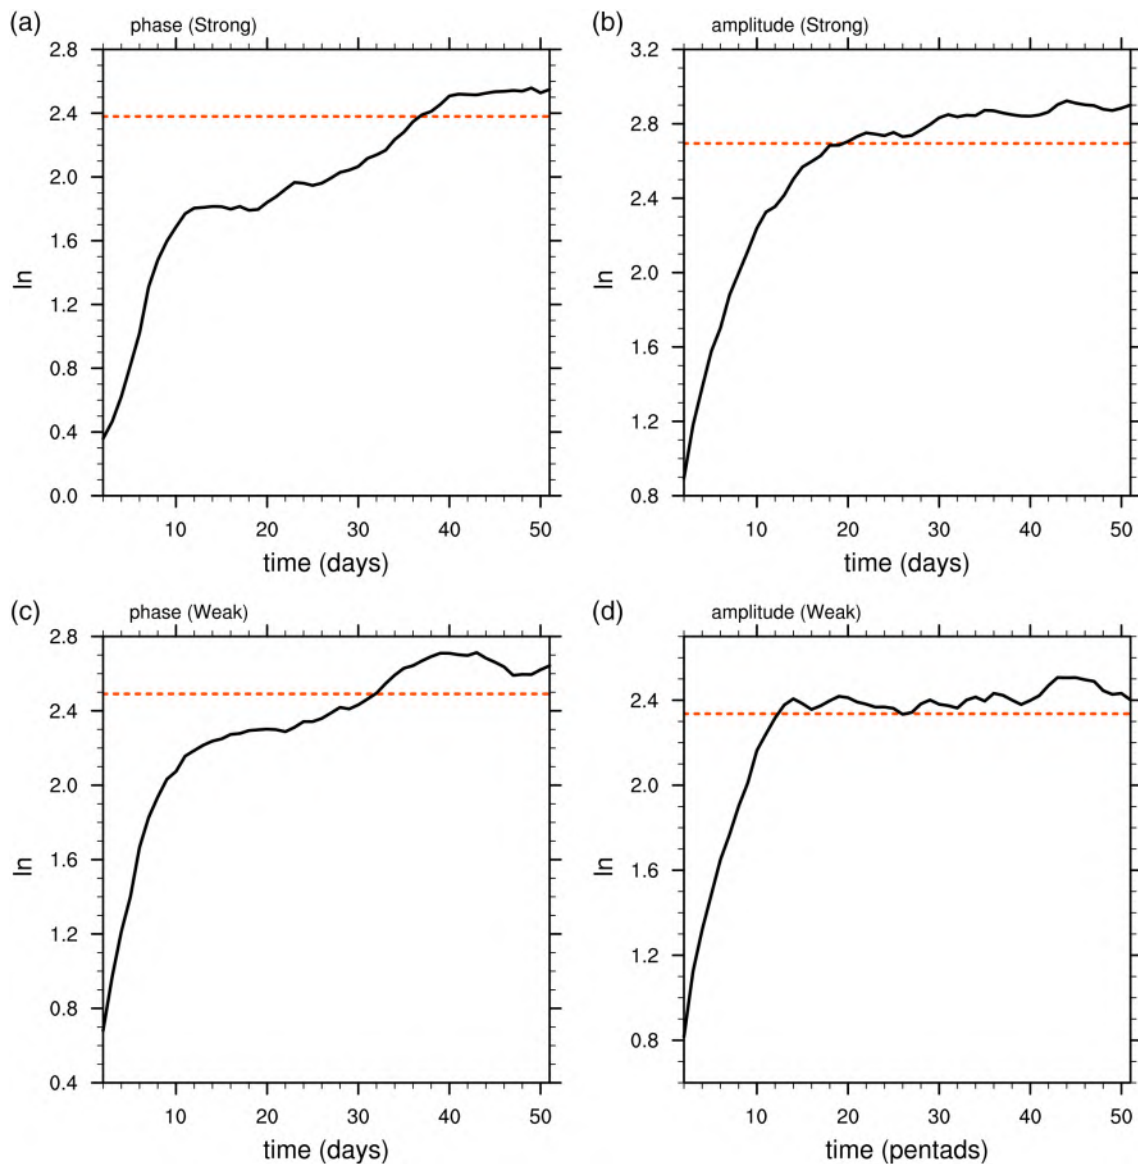 (a) phase (Strong)
2.8
2.4
2.0
1.6
1.2
0.8
0.4
0.0
ln
10 20 30 40 50
time (days)
(b) amplitude (Strong)
3.2
2.8
2.4
2.0
1.6
1.2
0.8
ln
10 20 30 40 50
time (days)
(c) phase (Weak)
2.8
2.4
2.0
1.6
1.2
0.8
0.4
ln
10 20 30 40 50
time (days)
(d) amplitude (Weak)
2.4
2.0
1.6
1.2
0.8
ln
10 20 30 40 50
time (pentads)